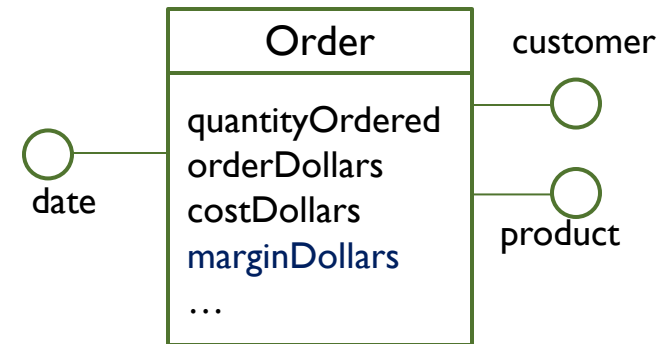 Order
quantityOrdered
orderDollars
costDollars
marginDollars
…
date
customer
product